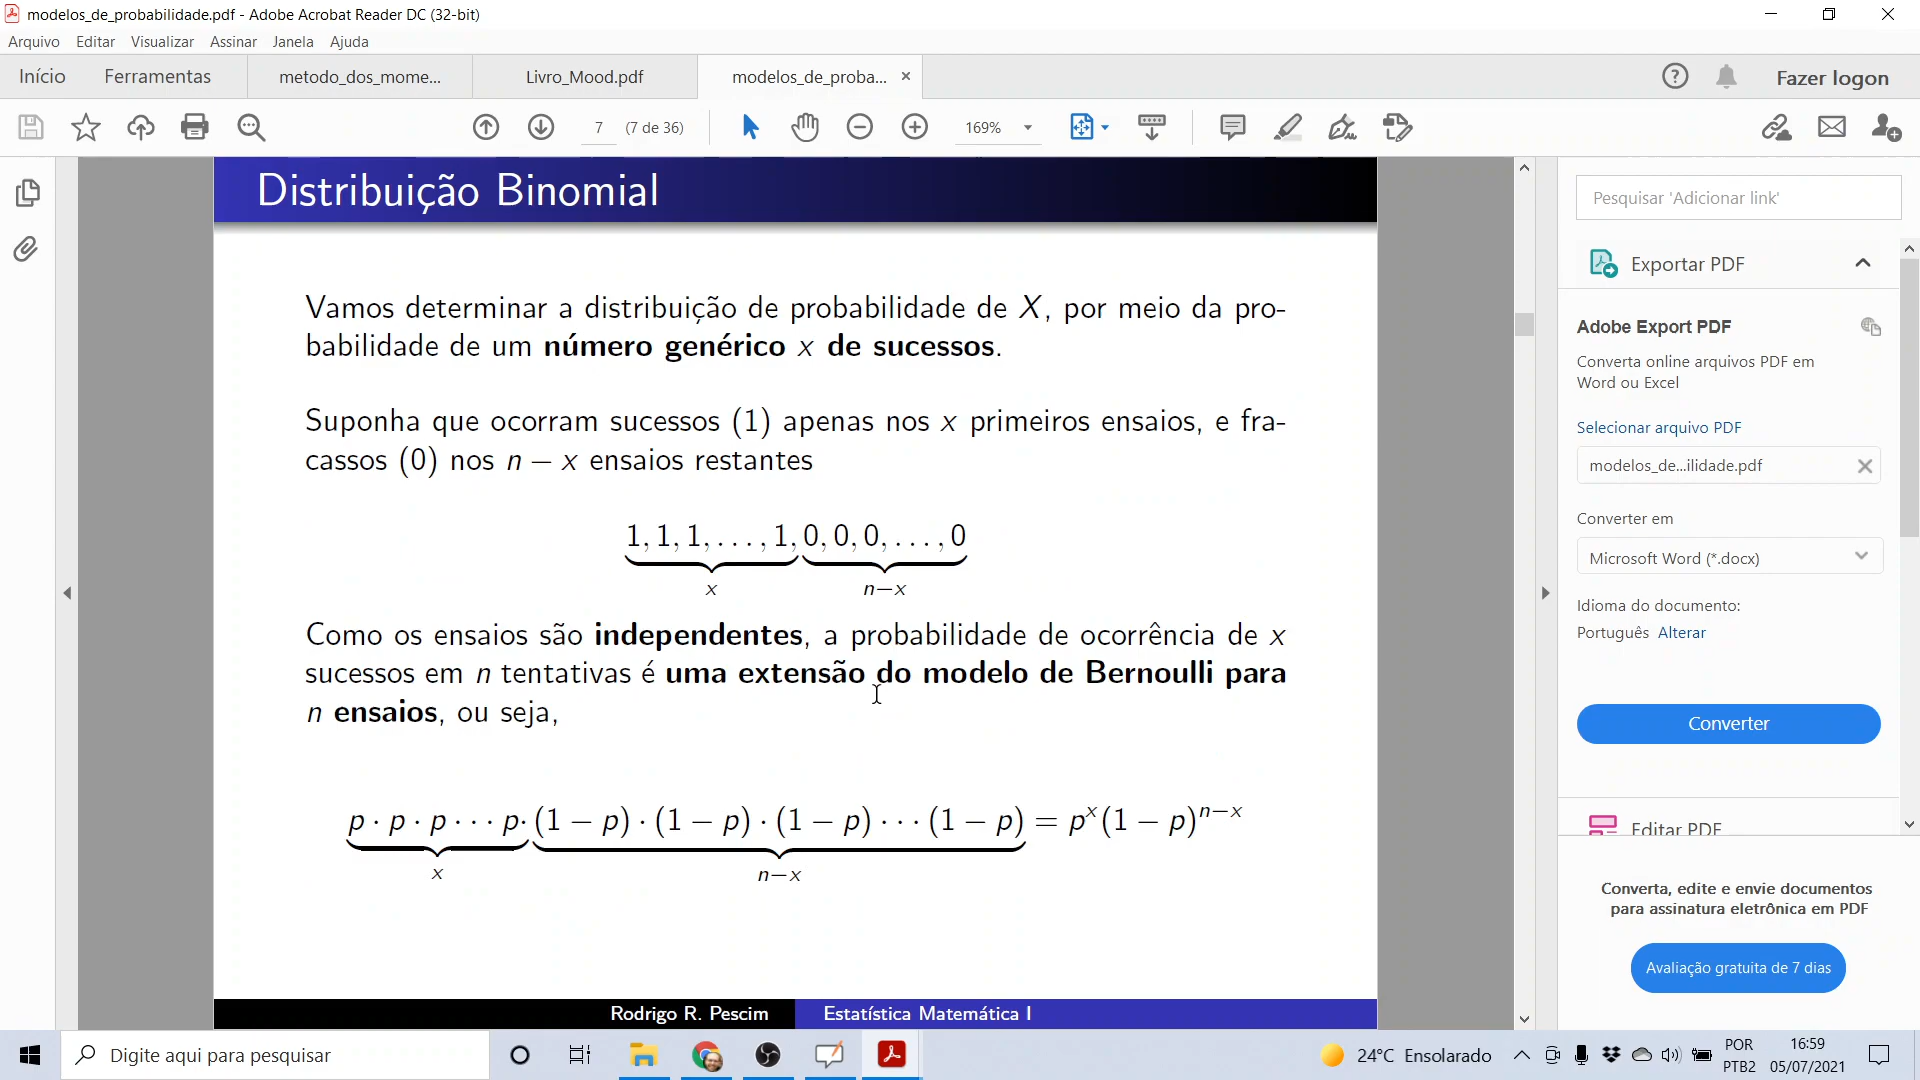 modelos_de_probabilidade.pdf - Adobe Acrobat Reader DC (32-bit)
Arquivo Editar Visualizar Assinar Janela Ajuda
Início Ferramentas metodo_dos_mome... Livro_Mood.pdf modelos_de_proba... × Fazer logon
7 (7 de 36) 169%
Distribuição Binomial
Vamos determinar a distribuição de probabilidade de X, por meio da pro-
babilidade de um número genérico x de sucessos.
Suponha que ocorram sucessos (1) apenas nos x primeiros ensaios, e fra-
cassos (0) nos n − x ensaios restantes
1, 1, 1, . . . , 1, 0, 0, 0, . . . , 0
x n−x
Como os ensaios são independentes, a probabilidade de ocorrência de x
sucessos em n tentativas é uma extensão do modelo de Bernoulli para
n ensaios, ou seja,
p · p · p · · · p · (1 − p) · (1 − p) · (1 − p) · · · (1 − p) = pˣ(1 − p)ⁿ⁻ˣ
x n−x
Rodrigo R. Pescim Estatística Matemática I
Pesquisar 'Adicionar link'
Exportar PDF
Adobe Export PDF
Converta online arquivos PDF em
Word ou Excel
Selecionar arquivo PDF
modelos_de...ilidade.pdf
Converter em
Microsoft Word (*.docx)
Idioma do documento:
Português Alterar
Converter
Editar PDF
Converta, edite e envie documentos
para assinatura eletrônica em PDF
Avaliação gratuita de 7 dias
Digite aqui para pesquisar
24°C Ensolarado
POR
PTB2
16:59
05/07/2021